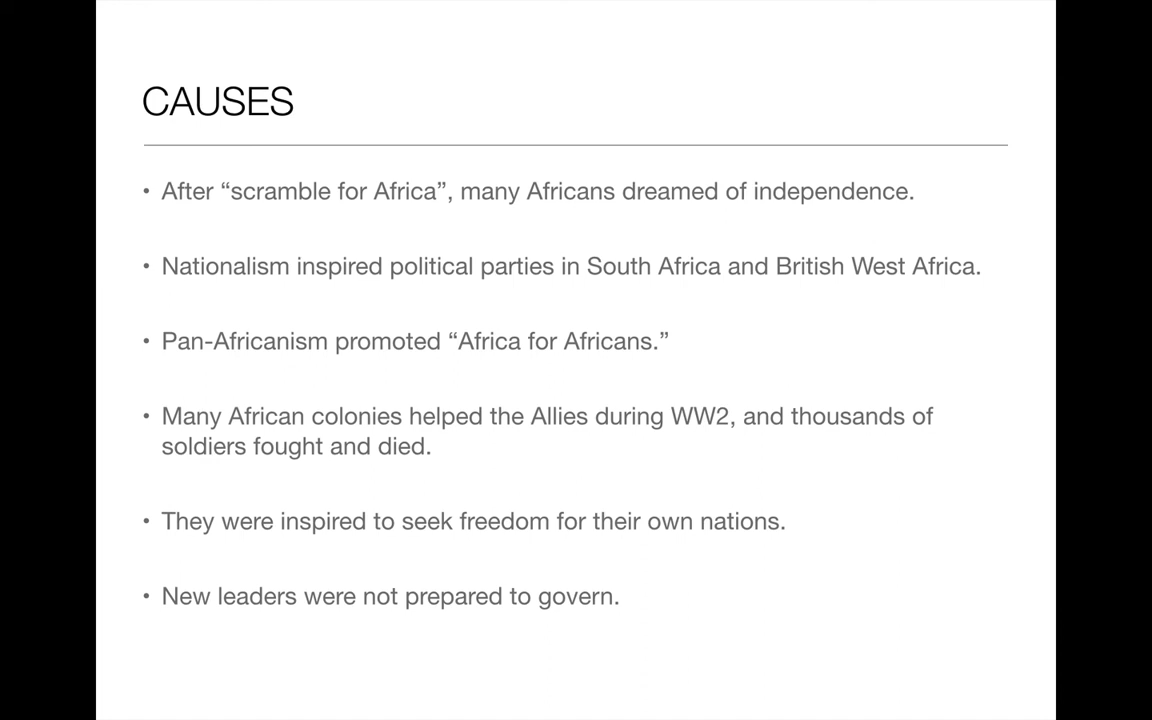 CAUSES
• After “scramble for Africa”, many Africans dreamed of independence.
• Nationalism inspired political parties in South Africa and British West Africa.
• Pan-Africanism promoted “Africa for Africans.”
• Many African colonies helped the Allies during WW2, and thousands of
soldiers fought and died.
• They were inspired to seek freedom for their own nations.
• New leaders were not prepared to govern.